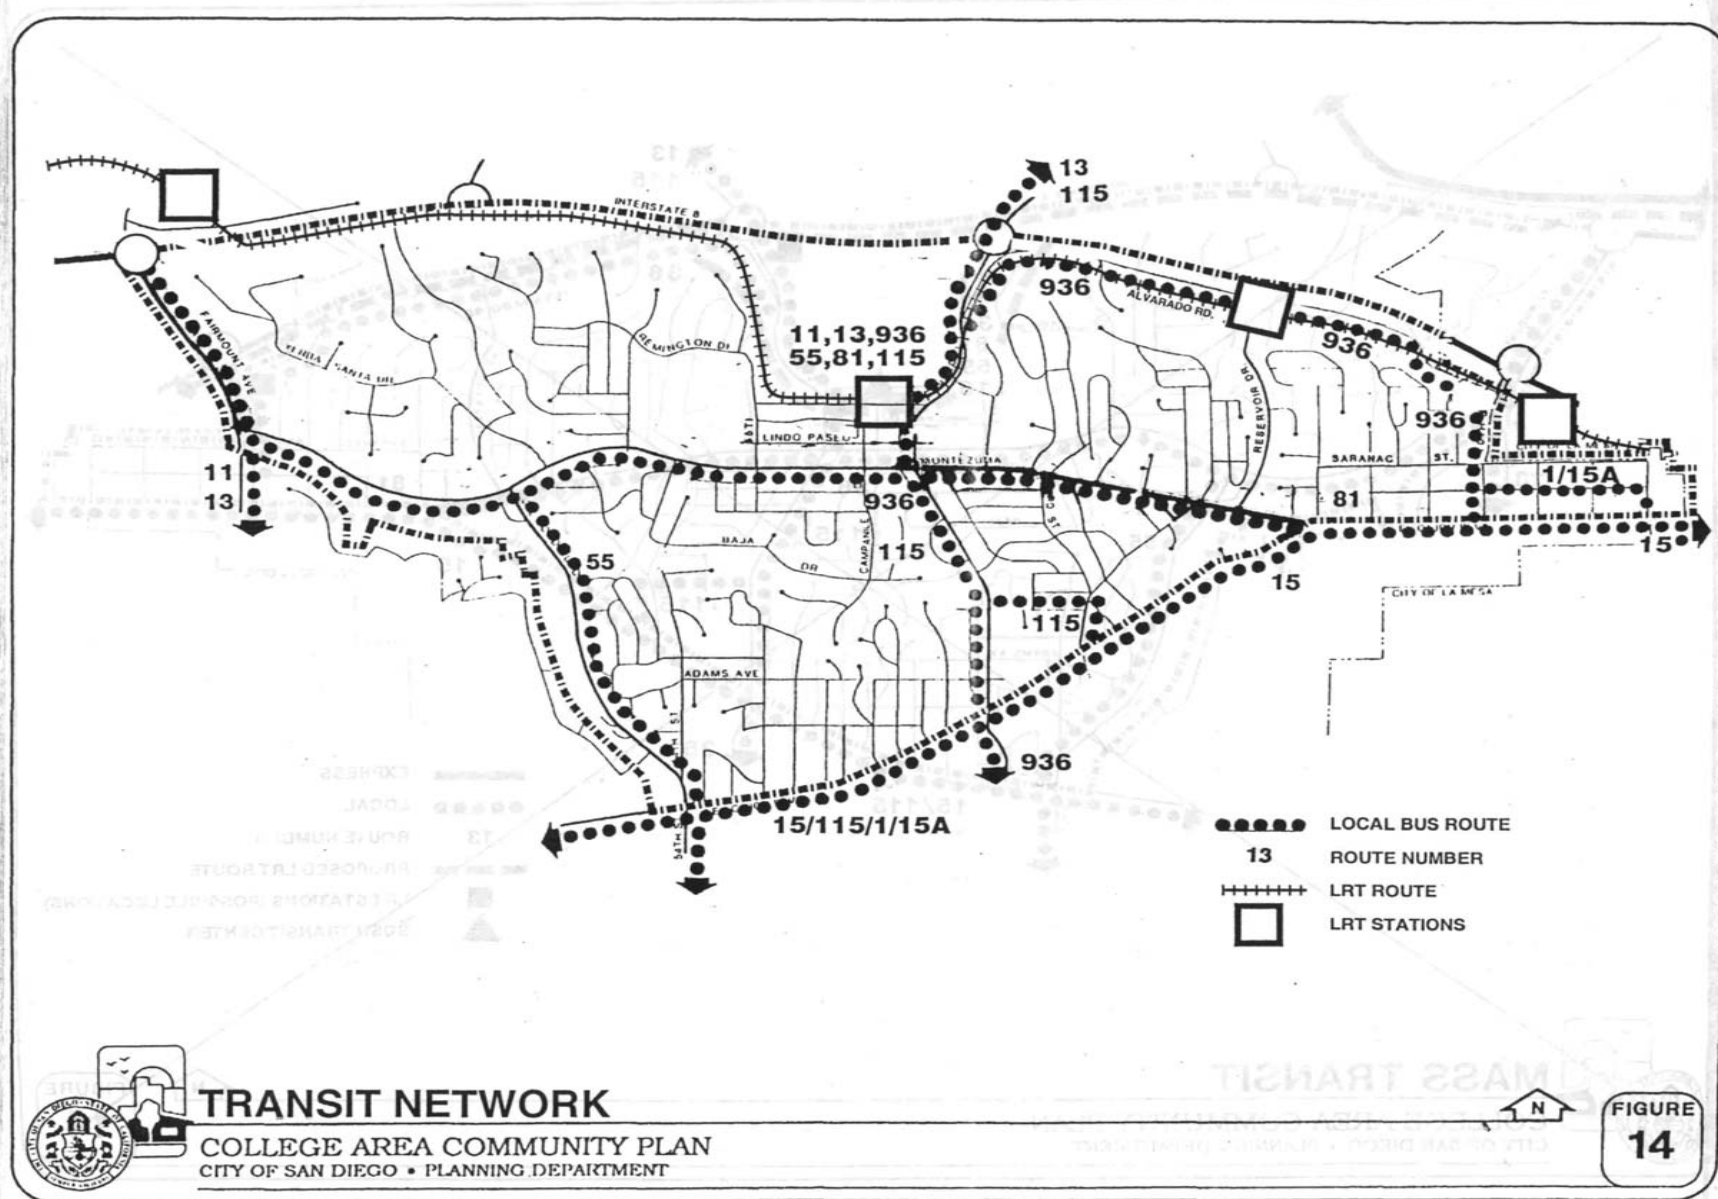 13
115
INTERSTATE 8
936
ALVARADO RD.
FAIRMOUNT AVE
11,13,936
55,81,115
936
REMINGTON
SANTA DR.
RESERVOIR DR.
936
LINDO PASEO
MONTEZUMA
SARANAC ST.
11
13
936
81
1/15A
115
CAMPANILE
BAJA DR
55
15
15
CITY OF LA MESA
115
ADAMS AVE
936
15/115/1/15A
54TH
LOCAL BUS ROUTE
13 ROUTE NUMBER
LRT ROUTE
LRT STATIONS
TRANSIT NETWORK
COLLEGE AREA COMMUNITY PLAN
CITY OF SAN DIEGO • PLANNING DEPARTMENT
N
FIGURE
14